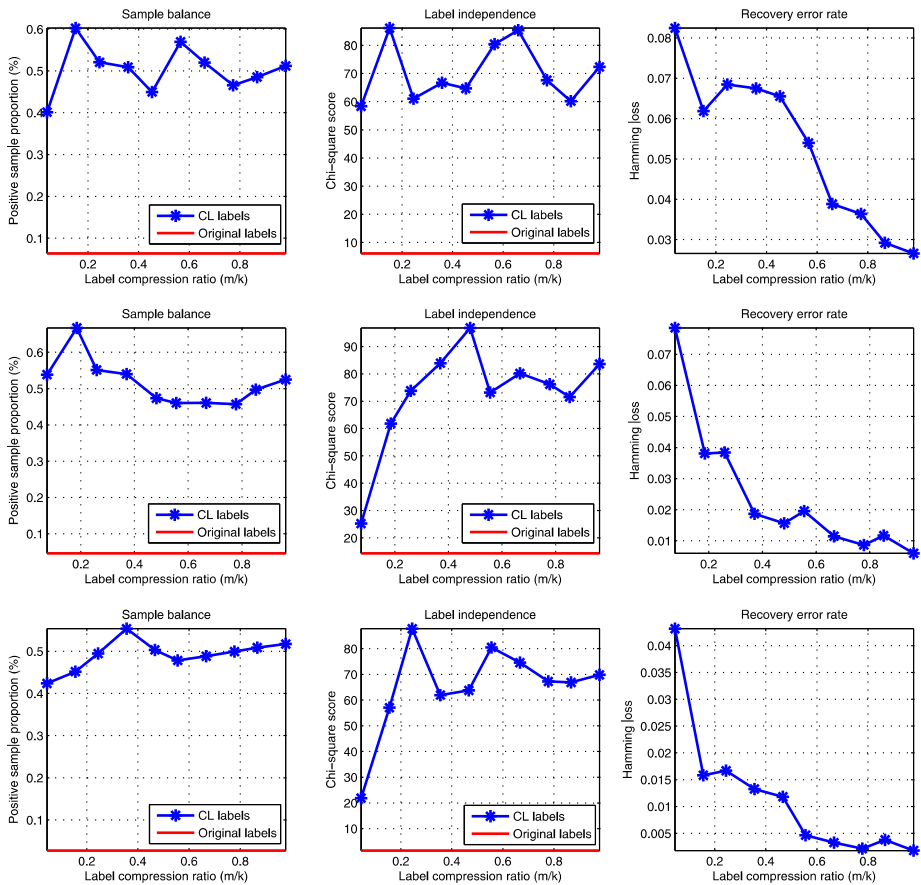 Sample balance
Positive sample proportion (%)
0.6
0.5
0.4
0.3
0.2
0.1
CL labels
Original labels
0.2 0.4 0.6 0.8
Label compression ratio (m/k)
Label independence
Chi−square score
80
70
60
50
40
30
20
10
CL labels
Original labels
0.2 0.4 0.6 0.8
Label compression ratio (m/k)
Recovery error rate
Hamming loss
0.08
0.07
0.06
0.05
0.04
0.03
0.2 0.4 0.6 0.8
Label compression ratio (m/k)
Sample balance
Positive sample proportion (%)
0.6
0.5
0.4
0.3
0.2
0.1
CL labels
Original labels
0.2 0.4 0.6 0.8
Label compression ratio (m/k)
Label independence
Chi−square score
90
80
70
60
50
40
30
20
CL labels
Original labels
0.2 0.4 0.6 0.8
Label compression ratio (m/k)
Recovery error rate
Hamming loss
0.07
0.06
0.05
0.04
0.03
0.02
0.01
0.2 0.4 0.6 0.8
Label compression ratio (m/k)
Sample balance
Positive sample proportion (%)
0.5
0.4
0.3
0.2
0.1
CL labels
Original labels
0.2 0.4 0.6 0.8
Label compression ratio (m/k)
Label independence
Chi−square score
80
70
60
50
40
30
20
10
CL labels
Original labels
0.2 0.4 0.6 0.8
Label compression ratio (m/k)
Recovery error rate
Hamming loss
0.04
0.035
0.03
0.025
0.02
0.015
0.01
0.005
0.2 0.4 0.6 0.8
Label compression ratio (m/k)